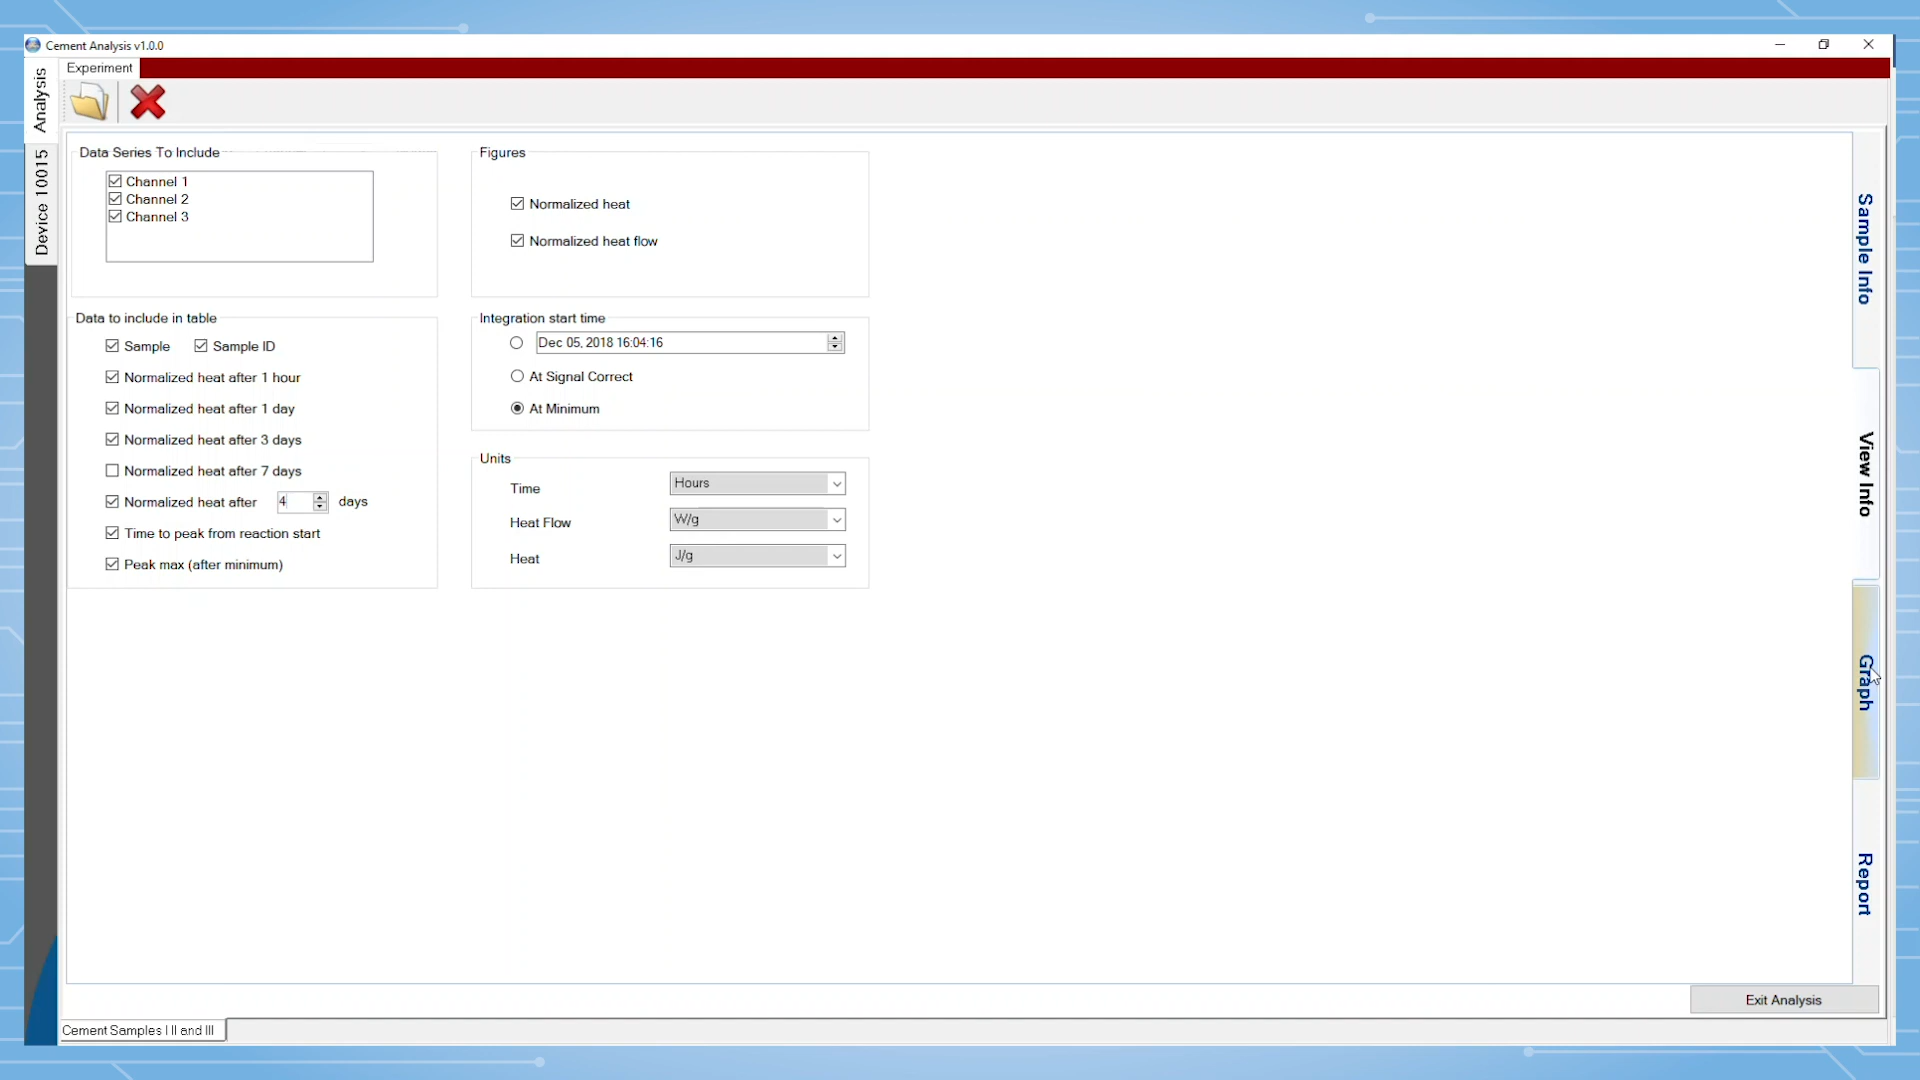 Cement Analysis v1.0.0
Experiment
Analysis
Device 10015
Data Series To Include
Channel 1
Channel 2
Channel 3
Data to include in table
Sample Sample ID
Normalized heat after 1 hour
Normalized heat after 1 day
Normalized heat after 3 days
Normalized heat after 7 days
Normalized heat after 4 days
Time to peak from reaction start
Peak max (after minimum)
Figures
Normalized heat
Normalized heat flow
Integration start time
Dec 05, 2018 16:04:16
At Signal Correct
At Minimum
Units
Time Hours
Heat Flow W/g
Heat J/g
Sample Info
View Info
Graph
Report
Exit Analysis
Cement Samples I II and III